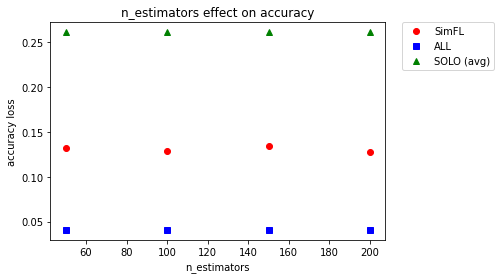 n_estimators effect on accuracy
SimFL
ALL
SOLO (avg)
accuracy loss
0.25
0.20
0.15
0.10
0.05
60 80 100 120 140 160 180 200
n_estimators